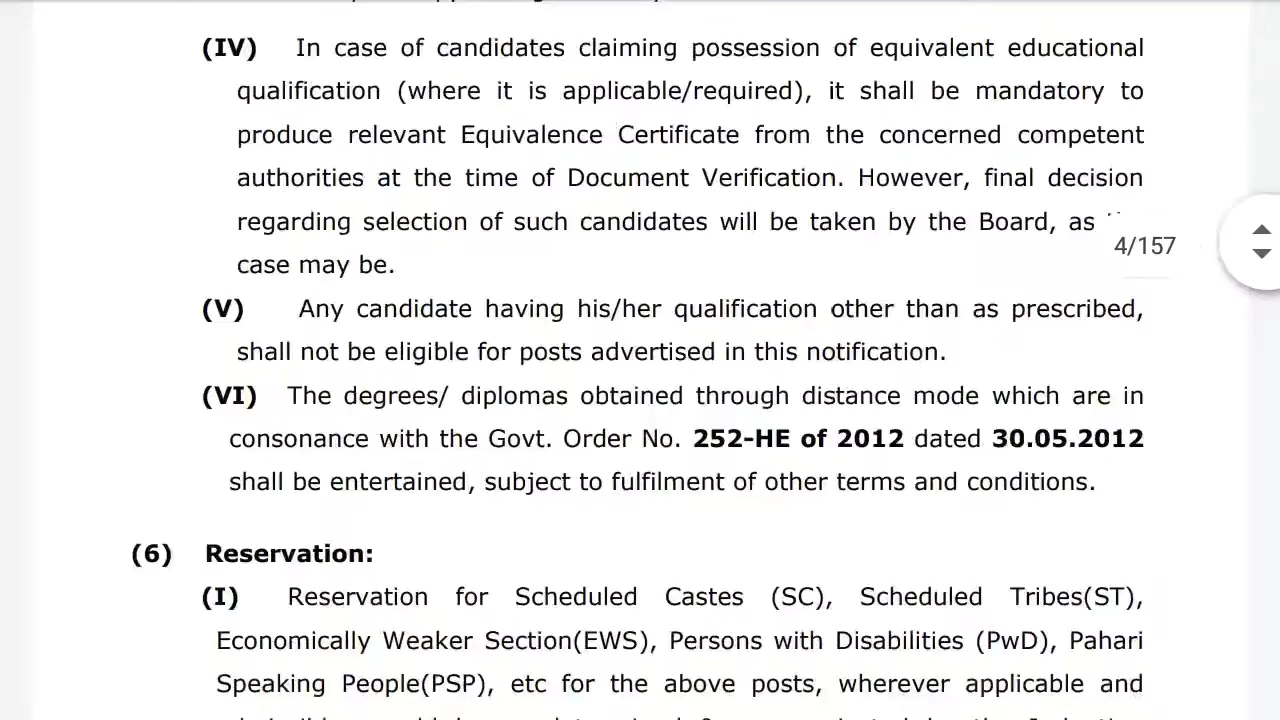 (IV) In case of candidates claiming possession of equivalent educational
qualification (where it is applicable/required), it shall be mandatory to
produce relevant Equivalence Certificate from the concerned competent
authorities at the time of Document Verification. However, final decision
regarding selection of such candidates will be taken by the Board, as
4/157
case may be.
(V) Any candidate having his/her qualification other than as prescribed,
shall not be eligible for posts advertised in this notification.
(VI) The degrees/ diplomas obtained through distance mode which are in
consonance with the Govt. Order No. 252-HE of 2012 dated 30.05.2012
shall be entertained, subject to fulfilment of other terms and conditions.
(6) Reservation:
(I) Reservation for Scheduled Castes (SC), Scheduled Tribes(ST),
Economically Weaker Section(EWS), Persons with Disabilities (PwD), Pahari
Speaking People(PSP), etc for the above posts, wherever applicable and